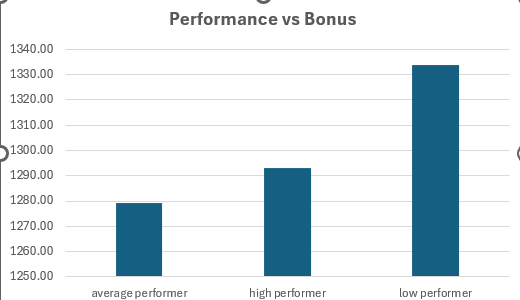 Performance vs Bonus
1340.00
1330.00
1320.00
1310.00
1300.00
1290.00
1280.00
1270.00
1260.00
1250.00
average performer
high performer
low performer